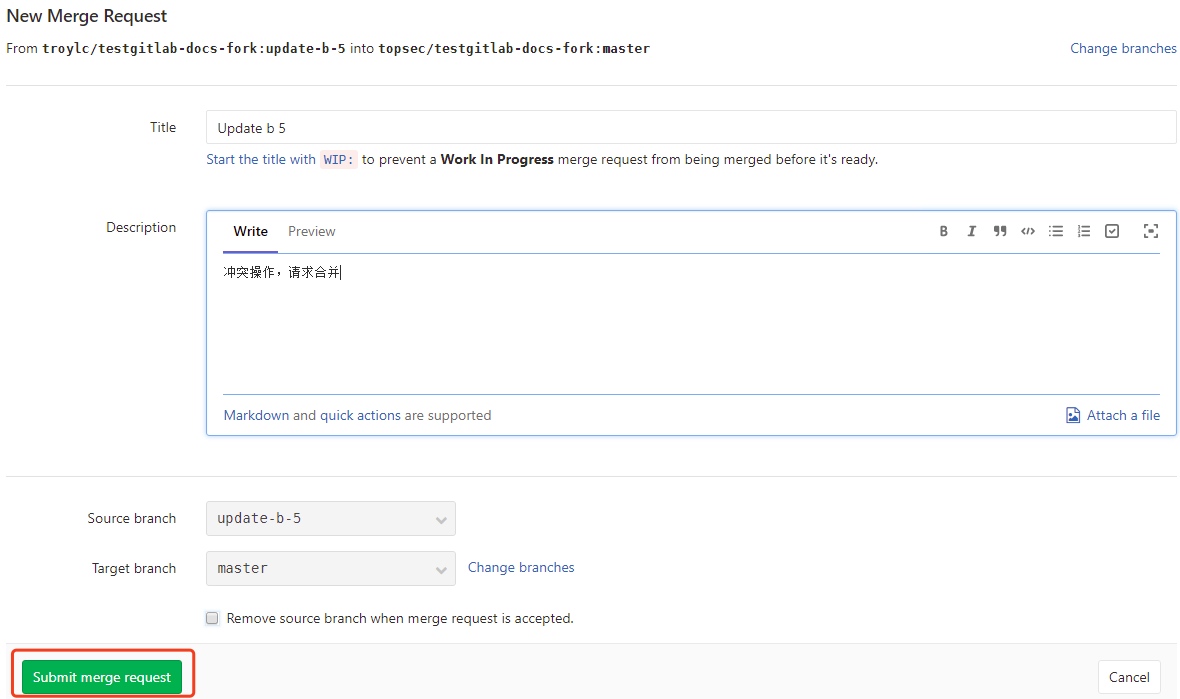 New Merge Request
From troylc/testgitlab-docs-fork:update-b-5 into topsec/testgitlab-docs-fork:master
Change branches
Title
Update b 5
Start the title with WIP: to prevent a Work In Progress merge request from being merged before it's ready.
Description
Write Preview
冲突操作，请求合并
Markdown and quick actions are supported
Attach a file
Source branch
update-b-5
Target branch
master
Change branches
Remove source branch when merge request is accepted.
Submit merge request
Cancel